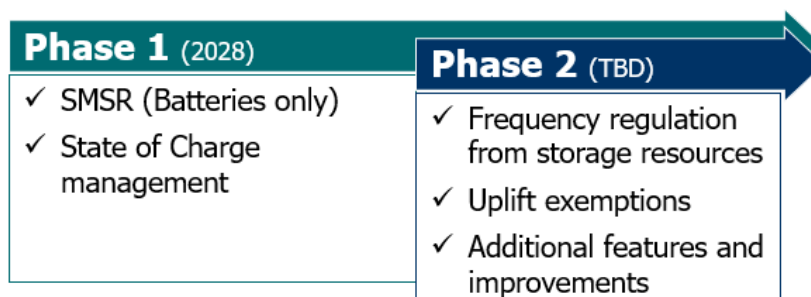 Phase 1 (2028)
✓ SMSR (Batteries only)
✓ State of Charge
management
Phase 2 (TBD)
✓ Frequency regulation
from storage resources
✓ Uplift exemptions
✓ Additional features and
improvements